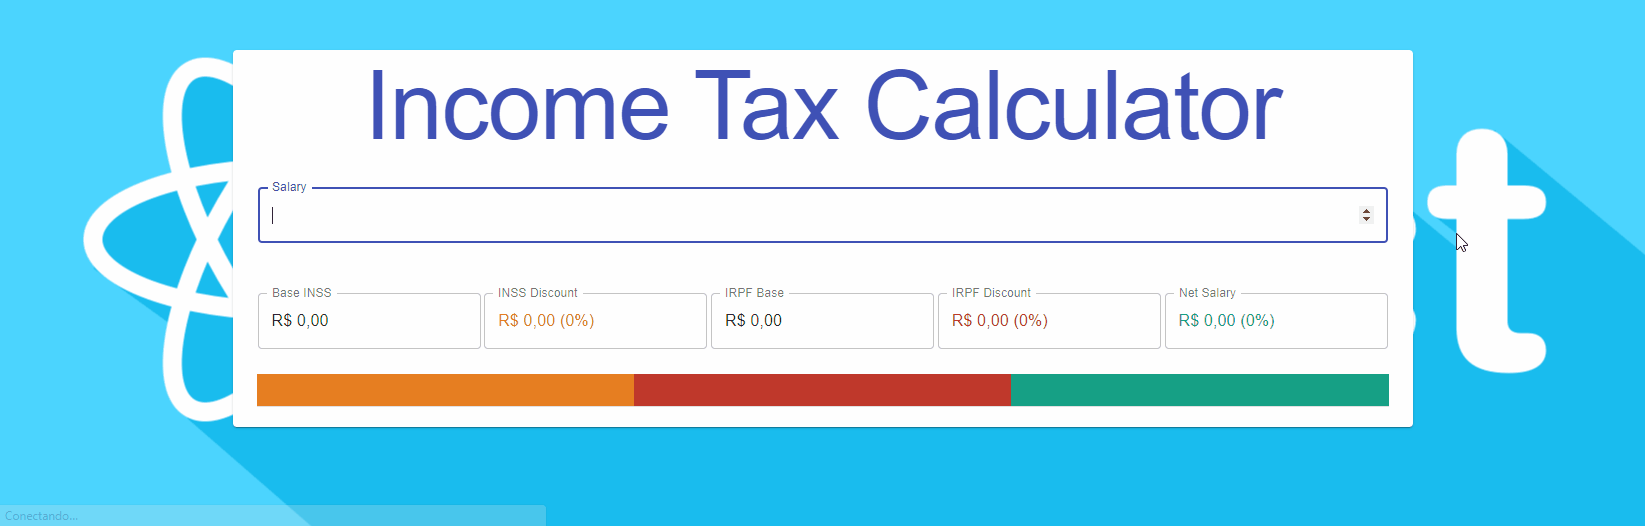 Income Tax Calculator
Salary
Base INSS
R$ 0,00
INSS Discount
R$ 0,00 (0%)
IRPF Base
R$ 0,00
IRPF Discount
R$ 0,00 (0%)
Net Salary
R$ 0,00 (0%)
t
Conectando...